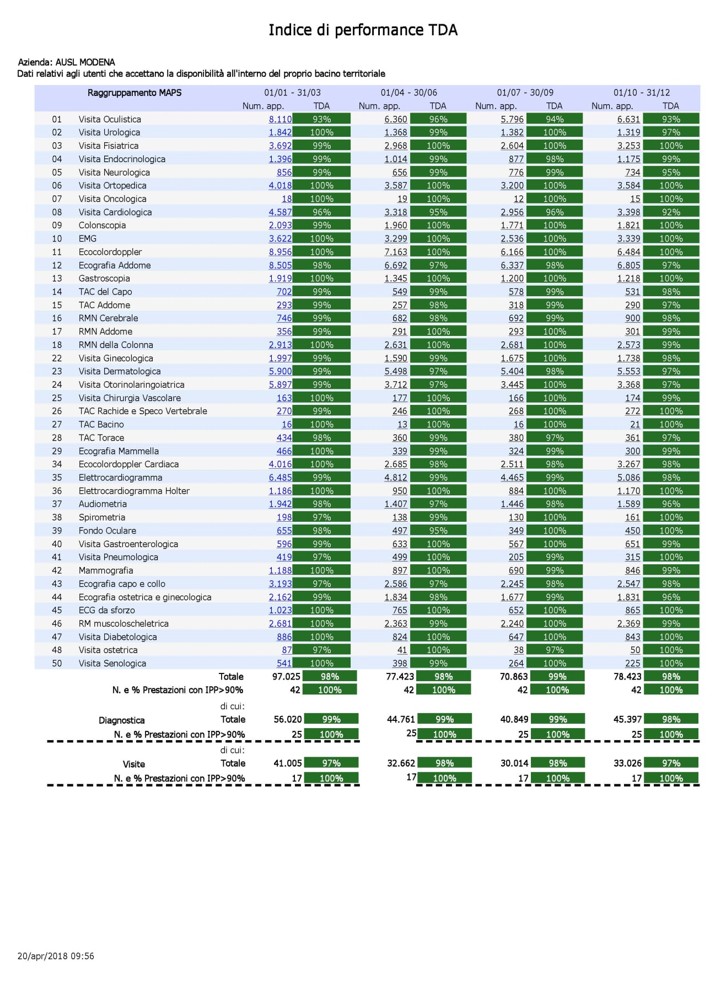 Indice di performance TDA
Azienda: AUSL MODENA
Dati relativi agli utenti che accettano la disponibilità all'interno del proprio bacino territoriale
Raggruppamento MAPS 01/01 - 31/03 01/04 - 30/06 01/07 - 30/09 01/10 - 31/12
Num. app. TDA Num. app. TDA Num. app. TDA Num. app. TDA
01 Visita Oculistica 8.110 93% 6.360 96% 5.796 94% 6.631 93%
02 Visita Urologica 1.842 100% 1.368 99% 1.382 100% 1.319 97%
03 Visita Fisiatrica 3.692 99% 2.968 100% 2.604 100% 3.253 100%
04 Visita Endocrinologica 1.396 99% 1.014 99% 877 98% 1.175 99%
05 Visita Neurologica 856 99% 656 99% 776 99% 734 95%
06 Visita Ortopedica 4.018 100% 3.587 100% 3.200 100% 3.584 100%
07 Visita Oncologica 18 100% 19 100% 12 100% 15 100%
08 Visita Cardiologica 4.587 96% 3.318 95% 2.956 96% 3.398 92%
09 Colonscopia 2.093 99% 1.960 100% 1.771 100% 1.821 100%
10 EMG 3.622 100% 3.299 100% 2.536 100% 3.339 100%
11 Ecocolordoppler 8.956 100% 7.163 100% 6.166 100% 6.484 100%
12 Ecografia Addome 8.505 98% 6.692 97% 6.337 98% 6.805 97%
13 Gastroscopia 1.919 100% 1.345 100% 1.200 100% 1.218 100%
14 TAC del Capo 702 99% 549 99% 578 99% 531 98%
15 TAC Addome 293 99% 257 98% 318 99% 290 97%
16 RMN Cerebrale 746 99% 682 98% 692 99% 900 98%
17 RMN Addome 356 99% 291 100% 293 100% 301 99%
18 RMN della Colonna 2.913 100% 2.631 100% 2.681 100% 2.573 99%
22 Visita Ginecologica 1.997 99% 1.590 99% 1.675 100% 1.738 98%
23 Visita Dermatologica 5.900 99% 5.498 97% 5.404 98% 5.553 97%
24 Visita Otorinolaringoiatrica 5.897 99% 3.712 97% 3.445 100% 3.368 97%
25 Visita Chirurgia Vascolare 163 100% 177 100% 166 100% 174 99%
26 TAC Rachide e Speco Vertebrale 270 99% 246 100% 268 100% 272 100%
27 TAC Bacino 16 100% 13 100% 16 100% 21 100%
28 TAC Torace 434 98% 360 99% 380 97% 361 97%
29 Ecografia Mammella 466 100% 339 99% 324 99% 300 99%
34 Ecocolordoppler Cardiaca 4.016 100% 2.685 98% 2.511 98% 3.267 98%
35 Elettrocardiogramma 6.485 99% 4.812 99% 4.465 99% 5.086 98%
36 Elettrocardiogramma Holter 1.186 100% 950 100% 884 100% 1.170 100%
37 Audiometria 1.942 98% 1.407 97% 1.446 98% 1.589 96%
38 Spirometria 198 97% 138 99% 130 100% 161 100%
39 Fondo Oculare 655 98% 497 95% 349 100% 450 100%
40 Visita Gastroenterologica 596 99% 633 100% 567 100% 651 99%
41 Visita Pneumologica 419 97% 499 100% 205 99% 315 100%
42 Mammografia 1.188 100% 897 100% 690 99% 846 99%
43 Ecografia capo e collo 3.193 97% 2.586 97% 2.245 98% 2.547 98%
44 Ecografia ostetrica e ginecologica 2.162 99% 1.834 98% 1.677 99% 1.831 96%
45 ECG da sforzo 1.023 100% 765 100% 652 100% 865 100%
46 RM muscoloscheletrica 2.681 100% 2.363 99% 2.240 100% 2.369 99%
47 Visita Diabetologica 886 100% 824 100% 647 100% 843 100%
48 Visita ostetrica 87 97% 41 100% 38 97% 50 100%
50 Visita Senologica 541 100% 398 99% 264 100% 225 100%
Totale 97.025 98% 77.423 98% 70.863 99% 78.423 98%
N. e % Prestazioni con IPP>90% 42 100% 42 100% 42 100% 42 100%
di cui:
Diagnostica Totale 56.020 99% 44.761 99% 40.849 99% 45.397 98%
N. e % Prestazioni con IPP>90% 25 100% 25 100% 25 100% 25 100%
di cui:
Visite Totale 41.005 97% 32.662 98% 30.014 98% 33.026 97%
N. e % Prestazioni con IPP>90% 17 100% 17 100% 17 100% 17 100%
20/apr/2018 09:56